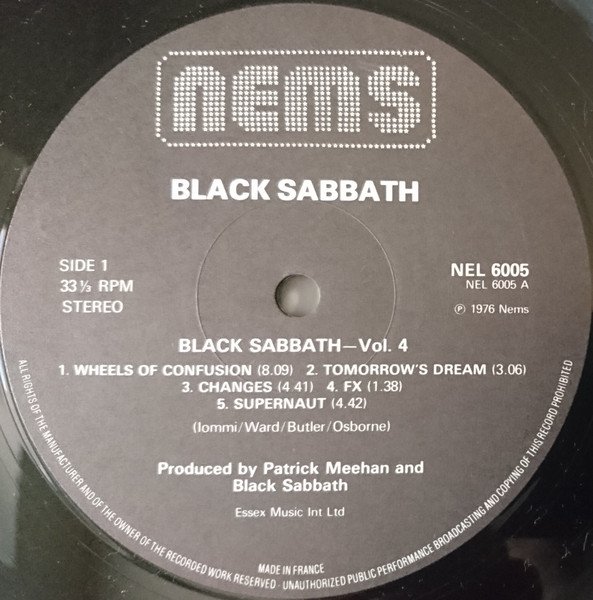 nems
BLACK SABBATH
SIDE 1
33⅓ RPM
STEREO
NEL 6005
NEL 6005 A
℗ 1976 Nems
BLACK SABBATH—Vol. 4
1. WHEELS OF CONFUSION (8.09) 2. TOMORROW'S DREAM (3.06)
3. CHANGES (4 41) 4. FX (1.38)
5. SUPERNAUT (4.42)
(Iommi/Ward/Butler/Osborne)
Produced by Patrick Meehan and
Black Sabbath
Essex Music Int Ltd
MADE IN FRANCE
ALL RIGHTS OF THE MANUFACTURER AND OF THE OWNER OF THE RECORDED WORK RESERVED · UNAUTHORIZED PUBLIC PERFORMANCE BROADCASTING AND COPYING OF THIS RECORD PROHIBITED